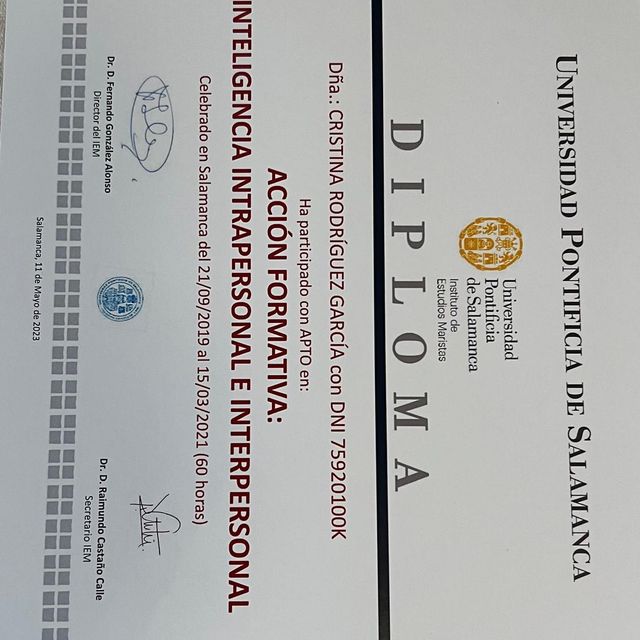 UNIVERSIDAD PONTIFICIA DE SALAMANCA
Universidad
Pontificia
de Salamanca
Instituto de
Estudios Maristas
DIPLOMA
Dña.: CRISTINA RODRÍGUEZ GARCÍA con DNI 75920100K
Ha participado con APTO en:
ACCIÓN FORMATIVA:
INTELIGENCIA INTRAPERSONAL E INTERPERSONAL
Celebrado en Salamanca del 21/09/2019 al 15/03/2021 (60 horas)
Dr. D. Fernando González Alonso
Director del IEM
Dr. D. Raimundo Castaño Calle
Secretario IEM
Salamanca, 11 de Mayo de 2023